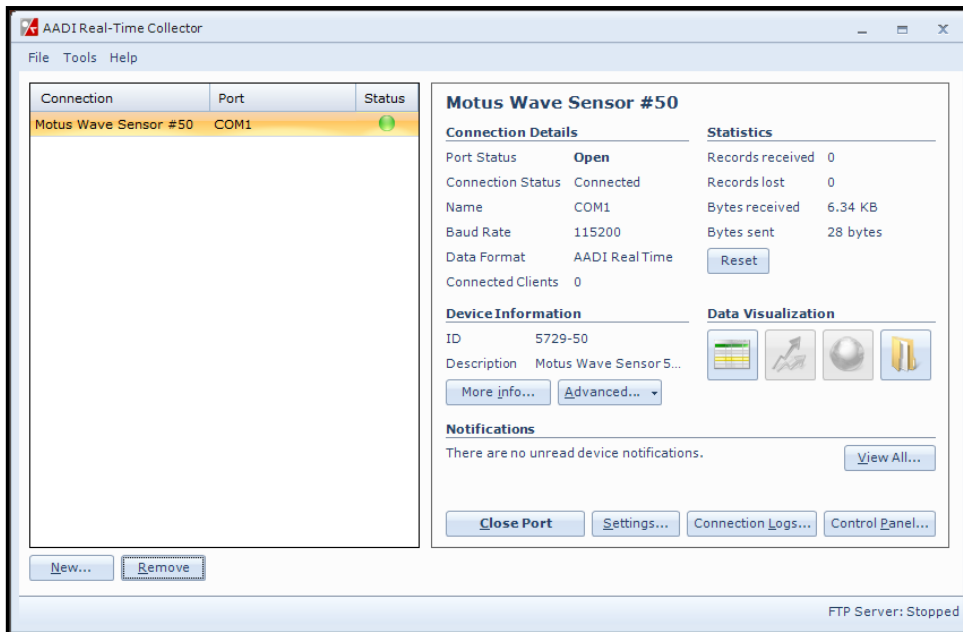 AADI Real-Time Collector
File Tools Help
Connection Port Status
Motus Wave Sensor #50 COM1
Motus Wave Sensor #50
Connection Details
Port Status Open
Connection Status Connected
Name COM1
Baud Rate 115200
Data Format AADI Real Time
Connected Clients 0
Statistics
Records received 0
Records lost 0
Bytes received 6.34 KB
Bytes sent 28 bytes
Reset
Device Information
ID 5729-50
Description Motus Wave Sensor 5...
More info... Advanced...
Data Visualization
Notifications
There are no unread device notifications.
View All...
Close Port Settings... Connection Logs... Control Panel...
New... Remove
FTP Server: Stopped